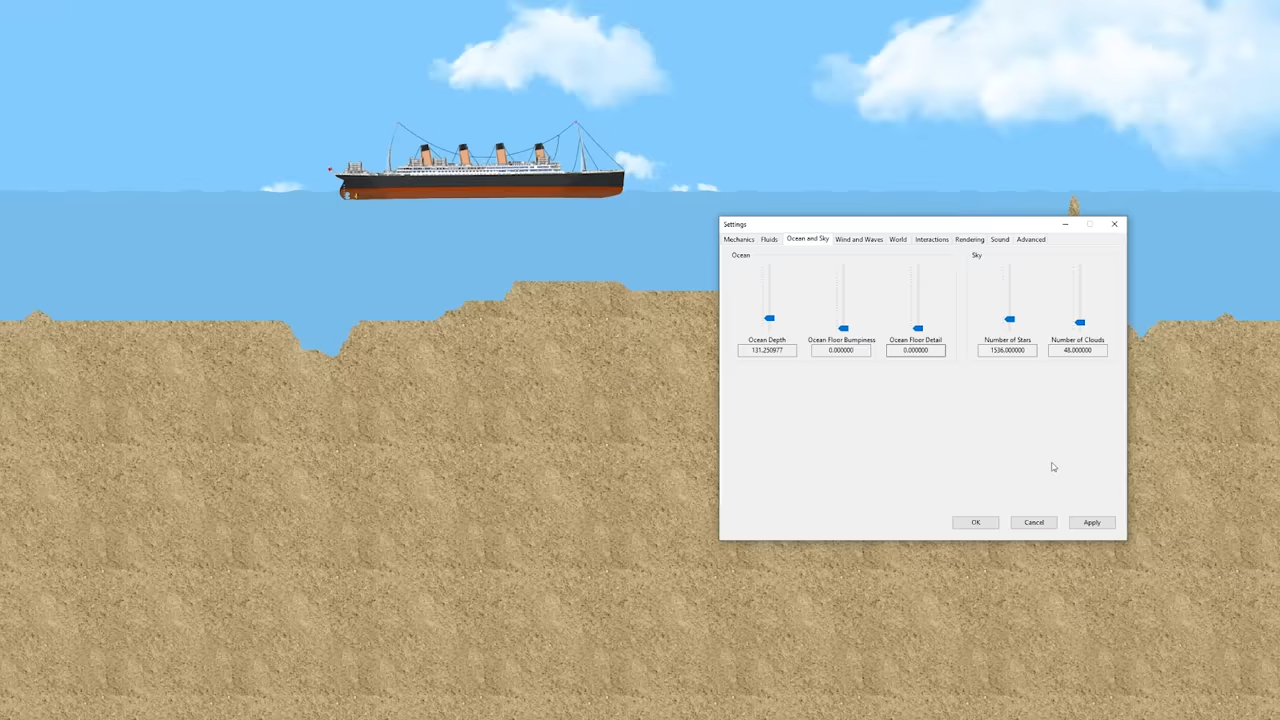 Settings
Mechanics Fluids Ocean and Sky Wind and Waves World Interactions Rendering Sound Advanced
Ocean Sky
Ocean Depth Ocean Floor Bumpiness Ocean Floor Detail Number of Stars Number of Clouds
131.250977 0.000000 0.000000 1536.000000 48.000000
OK Cancel Apply